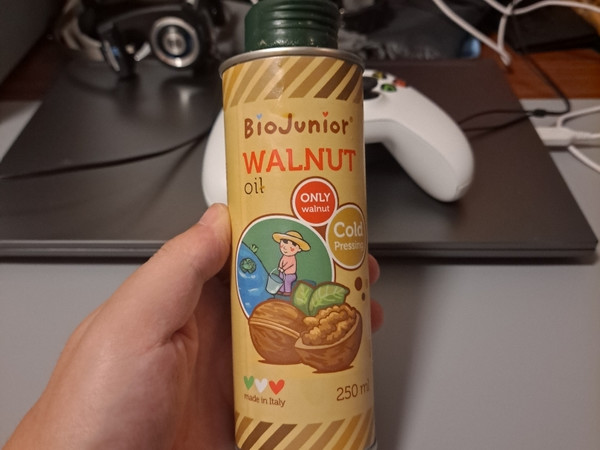 BioJunior®
WALNUT
oil
ONLY
walnut
Cold
Pressing
made in Italy
250 ml